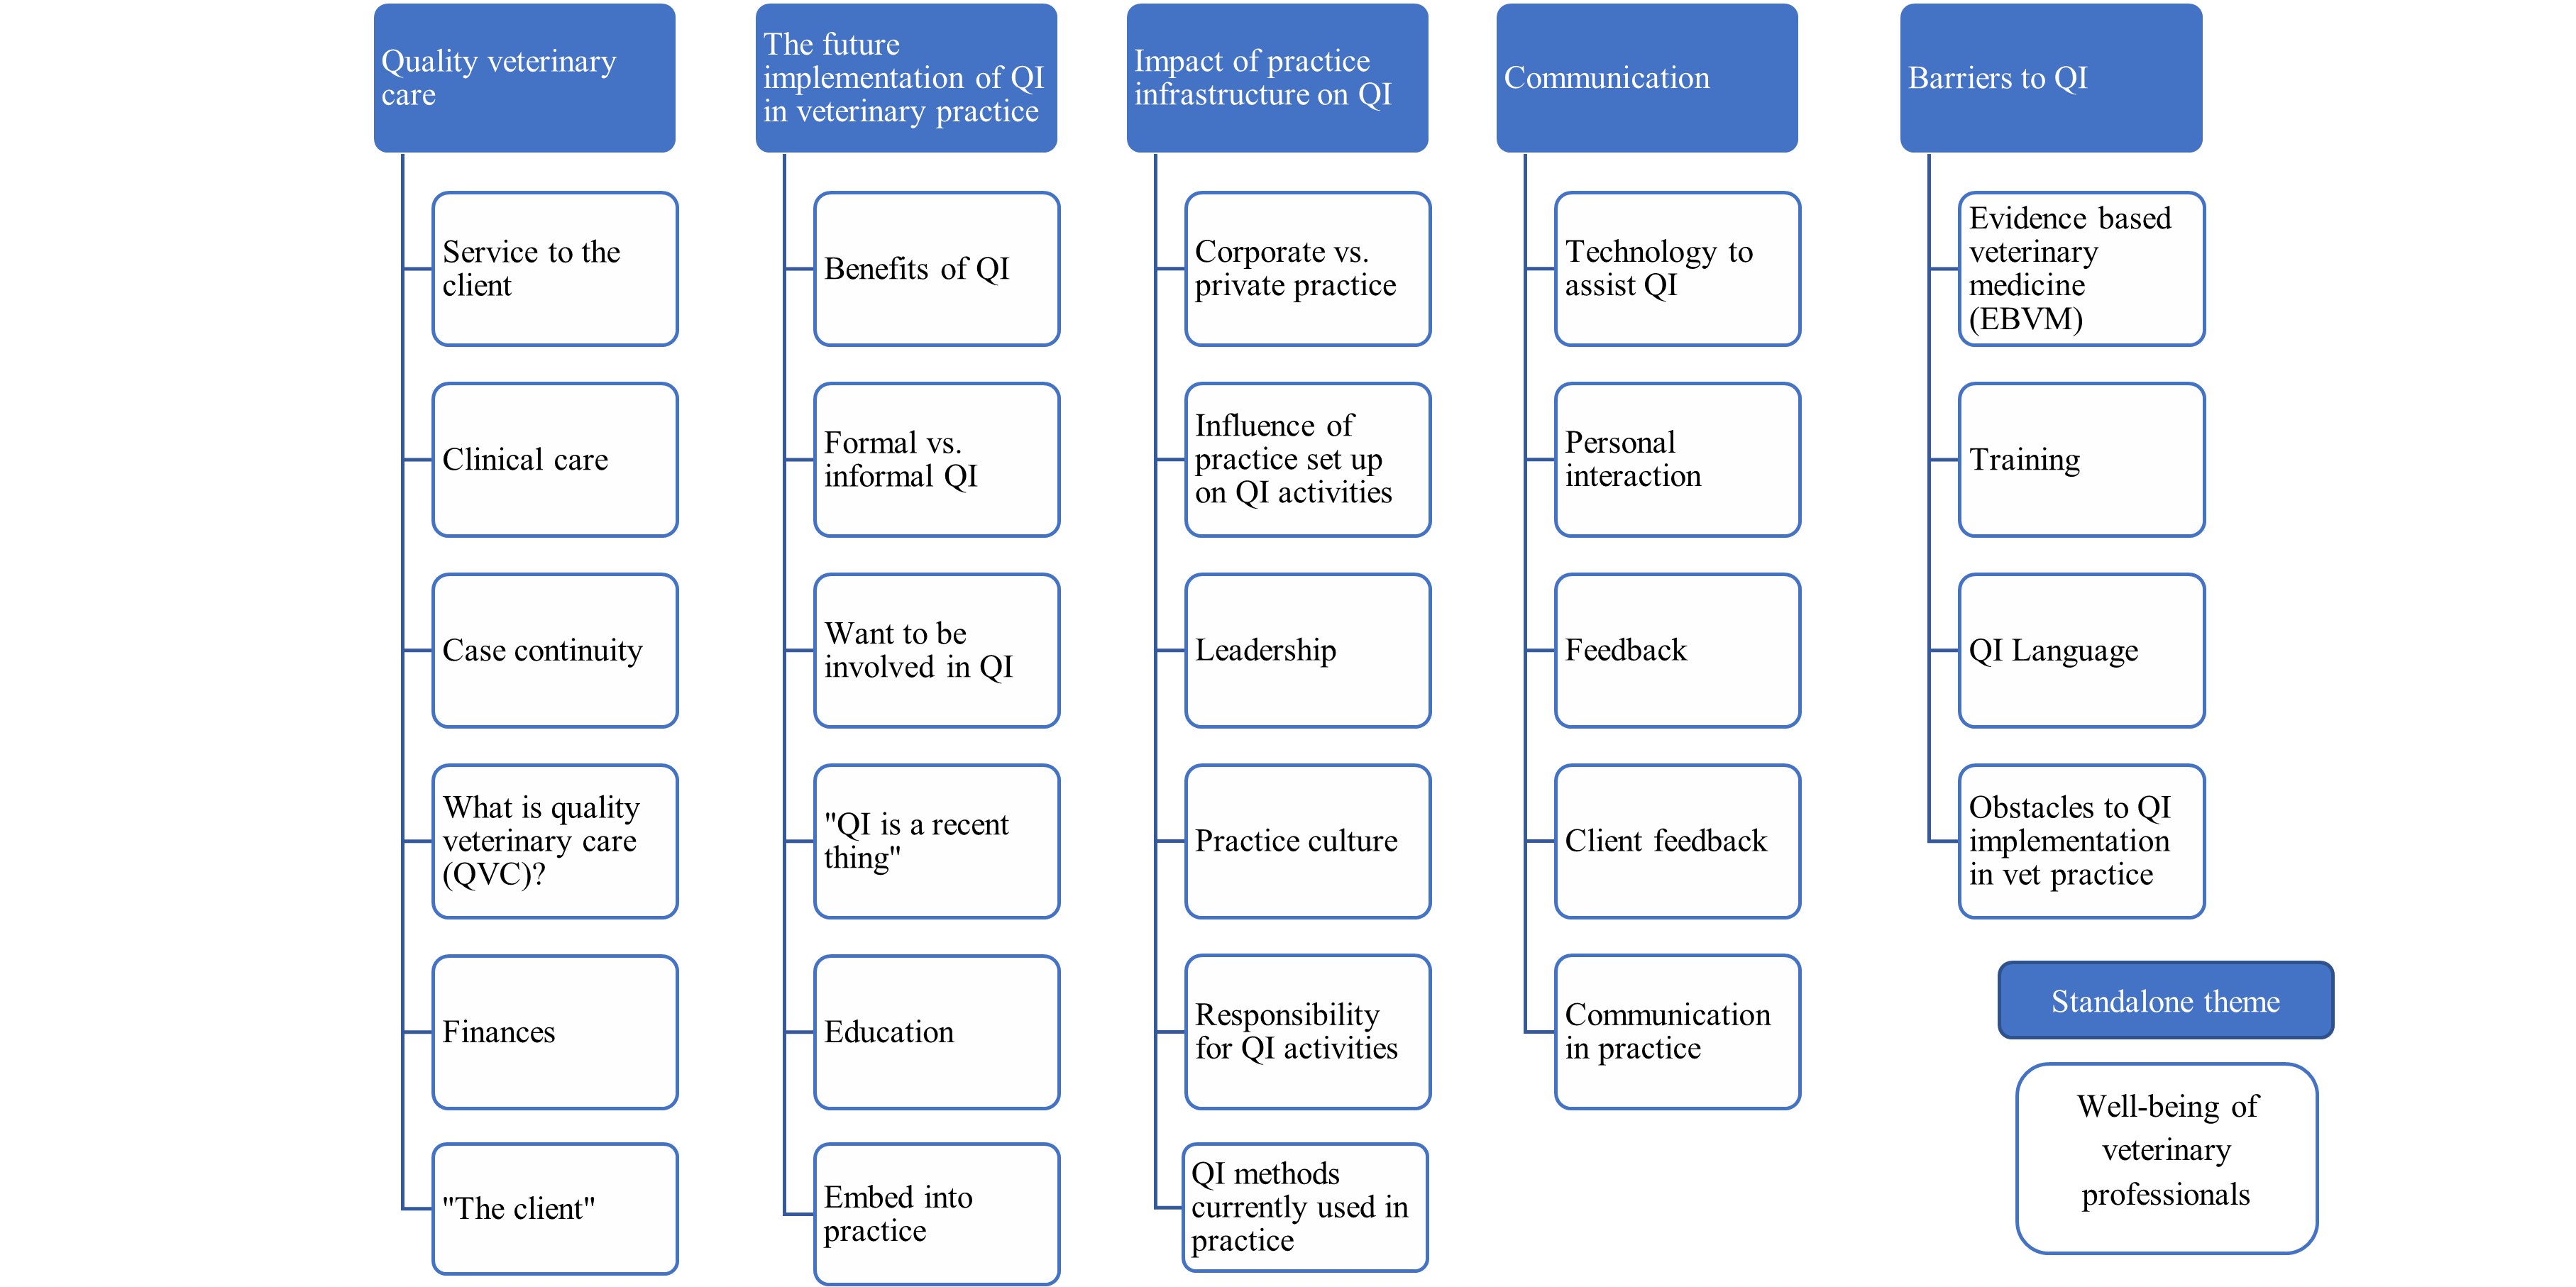 Quality veterinary
care
Service to the
client
Clinical care
Case continuity
What is quality
veterinary care
(QVC)?
Finances
"The client"
The future
implementation of QI
in veterinary practice
Benefits of QI
Formal vs.
informal QI
Want to be
involved in QI
"QI is a recent
thing"
Education
Embed into
practice
Impact of practice
infrastructure on QI
Corporate vs.
private practice
Influence of
practice set up
on QI activities
Leadership
Practice culture
Responsibility
for QI activities
QI methods
currently used in
practice
Communication
Technology to
assist QI
Personal
interaction
Feedback
Client feedback
Communication
in practice
Barriers to QI
Evidence based
veterinary
medicine
(EBVM)
Training
QI Language
Obstacles to QI
implementation
in vet practice
Standalone theme
Well-being of
veterinary
professionals